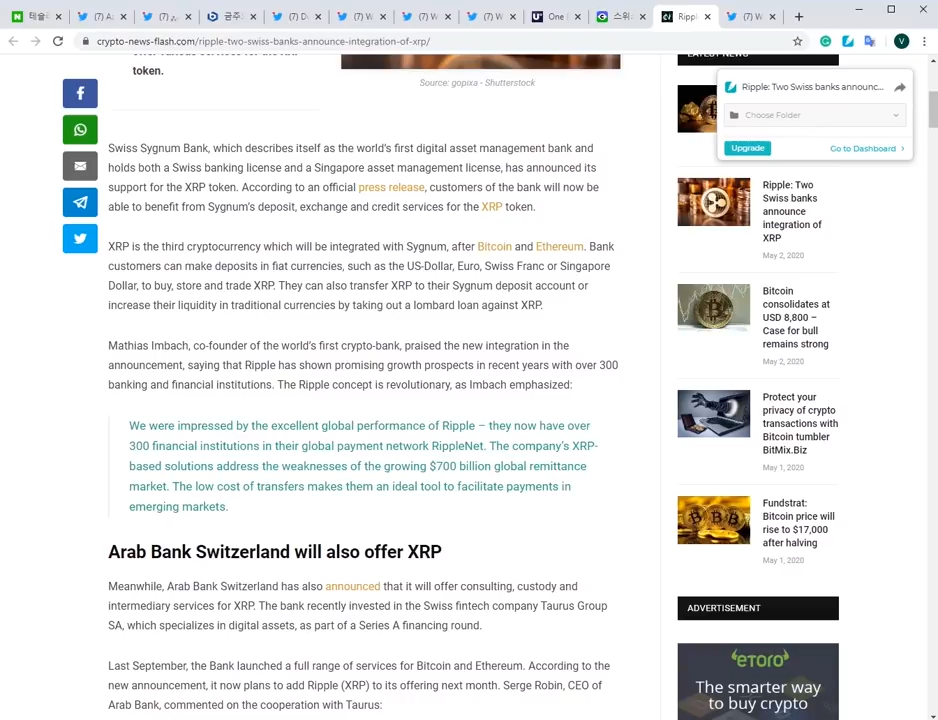 테슬
(7) A
(7) ㅅ
금주
(7) D
(7) W
(7) W
(7) W
One E
스위
Rippl
(7) W
crypto-news-flash.com/ripple-two-swiss-banks-announce-integration-of-xrp/
V
token.
Source: gopixa - Shutterstock
Swiss Sygnum Bank, which describes itself as the world's first digital asset management bank and
holds both a Swiss banking license and a Singapore asset management license, has announced its
support for the XRP token. According to an official press release, customers of the bank will now be
able to benefit from Sygnum's deposit, exchange and credit services for the XRP token.
XRP is the third cryptocurrency which will be integrated with Sygnum, after Bitcoin and Ethereum. Bank
customers can make deposits in fiat currencies, such as the US-Dollar, Euro, Swiss Franc or Singapore
Dollar, to buy, store and trade XRP. They can also transfer XRP to their Sygnum deposit account or
increase their liquidity in traditional currencies by taking out a lombard loan against XRP.
Mathias Imbach, co-founder of the world's first crypto-bank, praised the new integration in the
announcement, saying that Ripple has shown promising growth prospects in recent years with over 300
banking and financial institutions. The Ripple concept is revolutionary, as Imbach emphasized:
We were impressed by the excellent global performance of Ripple – they now have over
300 financial institutions in their global payment network RippleNet. The company's XRP-
based solutions address the weaknesses of the growing $700 billion global remittance
market. The low cost of transfers makes them an ideal tool to facilitate payments in
emerging markets.
Arab Bank Switzerland will also offer XRP
Meanwhile, Arab Bank Switzerland has also announced that it will offer consulting, custody and
intermediary services for XRP. The bank recently invested in the Swiss fintech company Taurus Group
SA, which specializes in digital assets, as part of a Series A financing round.
Last September, the Bank launched a full range of services for Bitcoin and Ethereum. According to the
new announcement, it now plans to add Ripple (XRP) to its offering next month. Serge Robin, CEO of
Arab Bank, commented on the cooperation with Taurus:
LATEST NEWS
Ripple: Two Swiss banks announc...
Choose Folder
Upgrade
Go to Dashboard
Ripple: Two
Swiss banks
announce
integration of
XRP
May 2, 2020
Bitcoin
consolidates at
USD 8,800 –
Case for bull
remains strong
May 2, 2020
Protect your
privacy of crypto
transactions with
Bitcoin tumbler
BitMix.Biz
May 1, 2020
Fundstrat:
Bitcoin price will
rise to $17,000
after halving
May 1, 2020
ADVERTISEMENT
eToro
The smarter way
to buy crypto